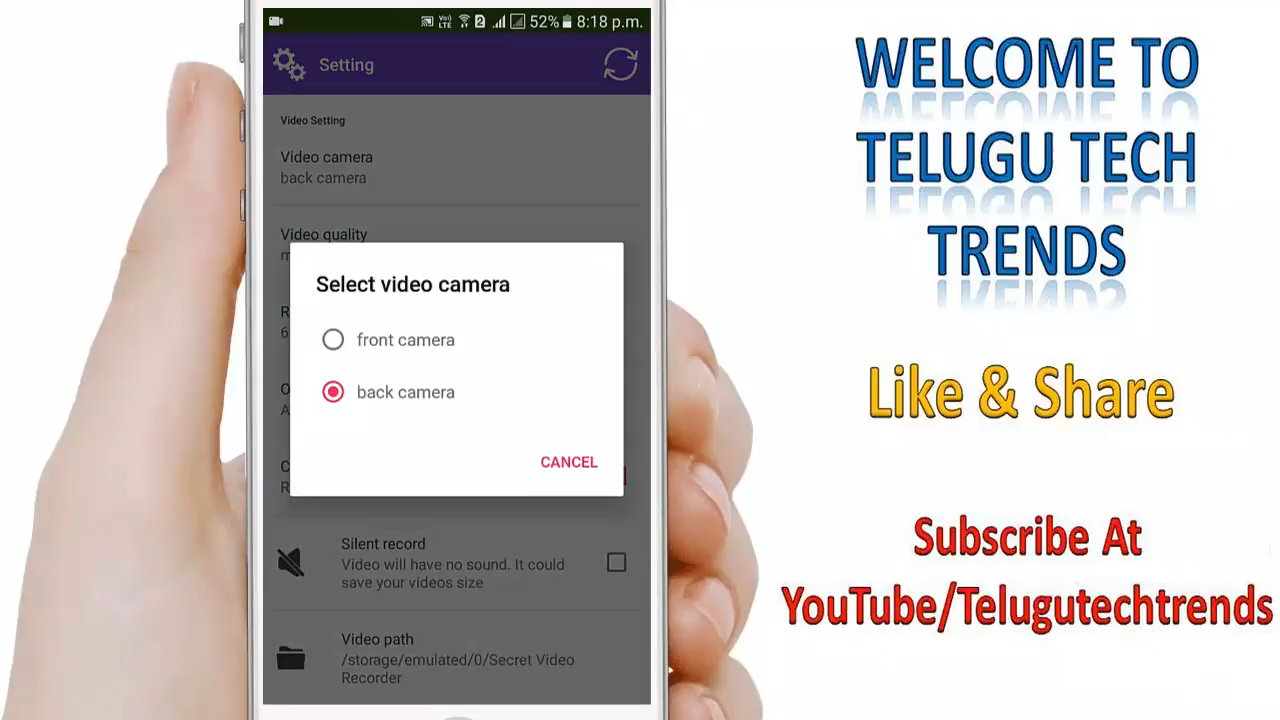 VoLTE 2 52% 8:18 p.m.
Setting
Video Setting
Video camera
back camera
Video quality
Select video camera
front camera
back camera
CANCEL
Silent record
Video will have no sound. It could
save your videos size
Video path
/storage/emulated/0/Secret Video
Recorder
WELCOME TO
TELUGU TECH
TRENDS
Like & Share
Subscribe At
YouTube/Telugutechtrends